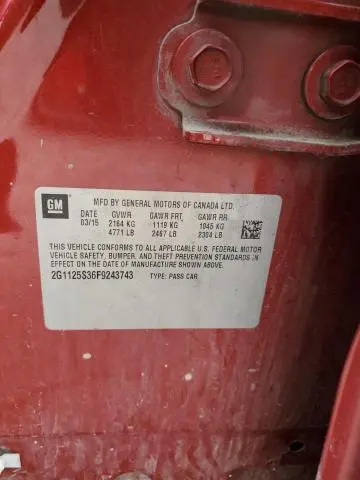 GM
MFD BY GENERAL MOTORS OF CANADA LTD.
DATE GVWR GAWR FRT. GAWR RR
03/15 2164 KG 1119 KG 1045 KG
4771 LB 2467 LB 2304 LB
THIS VEHICLE CONFORMS TO ALL APPLICABLE U.S. FEDERAL MOTOR
VEHICLE SAFETY, BUMPER, AND THEFT PREVENTION STANDARDS IN
EFFECT ON THE DATE OF MANUFACTURE SHOWN ABOVE.
2G1125S36F9243743 TYPE: PASS CAR